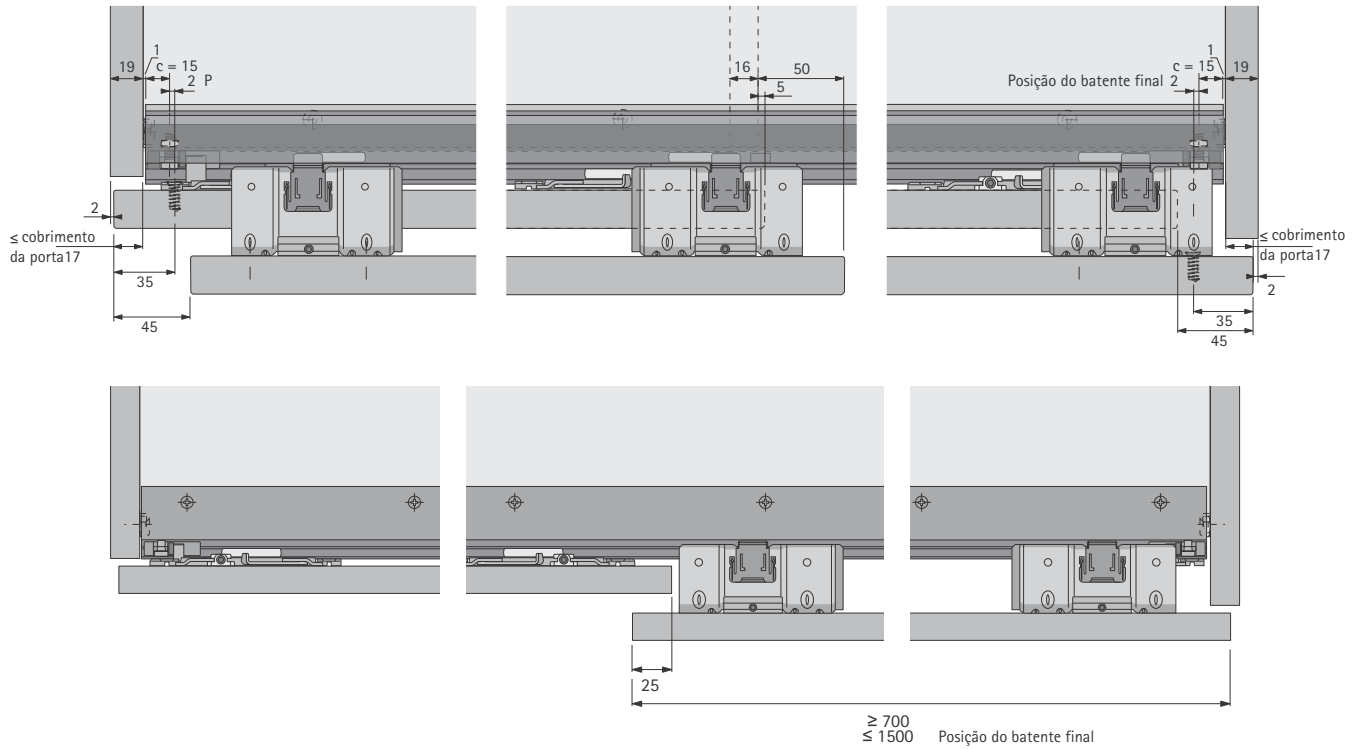 1
19
c = 15
2 P
16
50
5
1
c = 15
19
Posição do batente final 2
2
≤ cobrimento
da porta17
35
45
≤ cobrimento
da porta17
2
35
45
25
≥ 700
≤ 1500 Posição do batente final